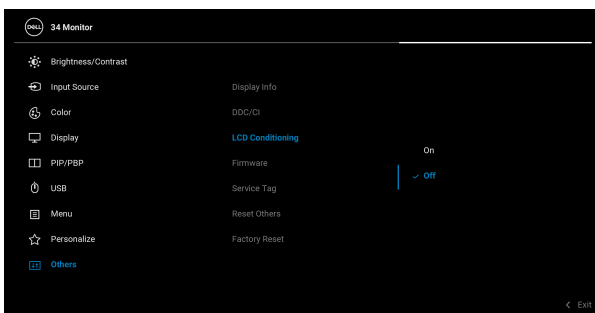 DELL
34 Monitor
Brightness/Contrast
Input Source
Display Info
Color
DDC/CI
Display
LCD Conditioning
On
PIP/PBP
Firmware
Off
USB
Service Tag
Menu
Reset Others
Personalize
Factory Reset
Others
Exit